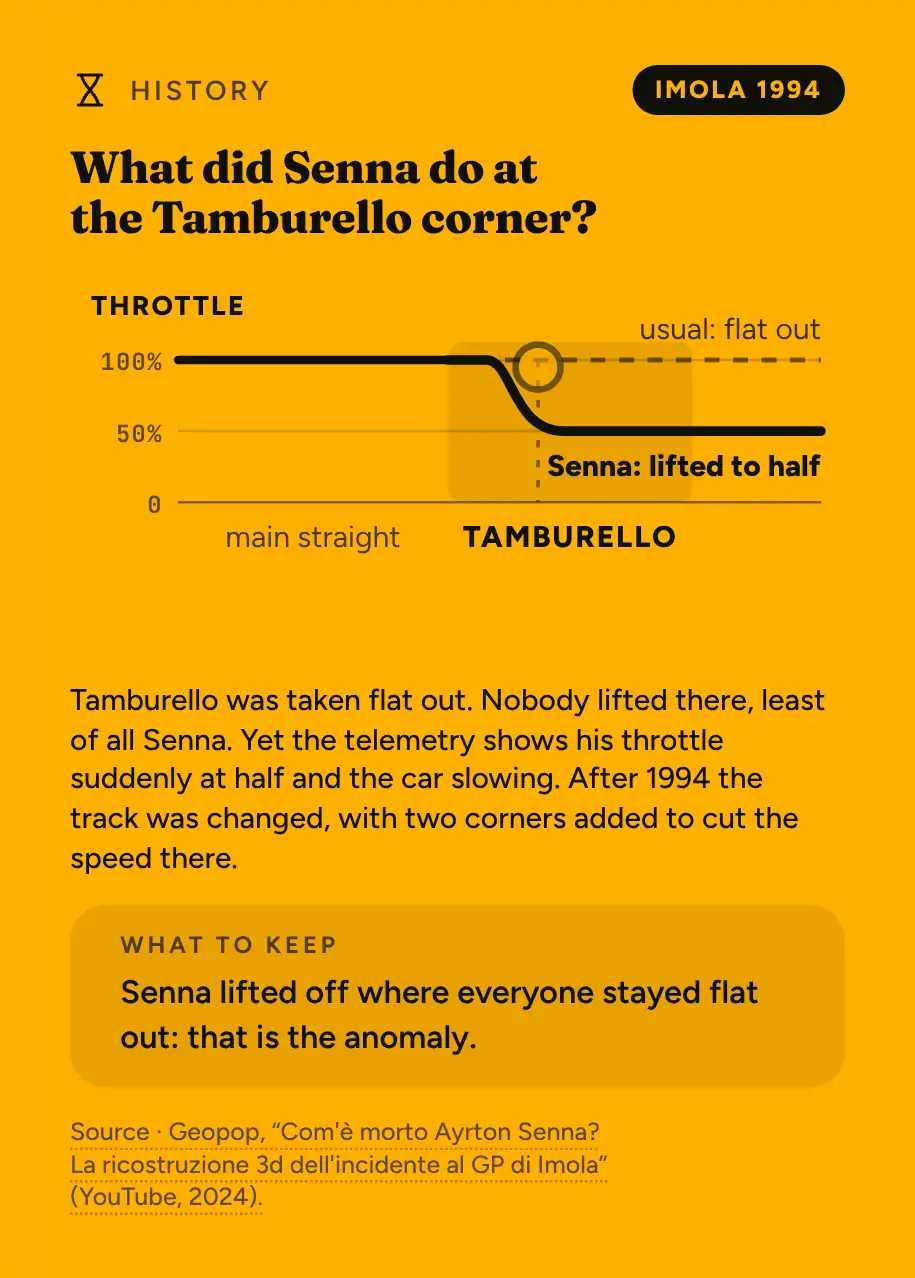 HISTORY
IMOLA 1994
What did Senna do at
the Tamburello corner?
THROTTLE
usual: flat out
100%
50%
Senna: lifted to half
0
main straight
TAMBURELLO
Tamburello was taken flat out. Nobody lifted there, least
of all Senna. Yet the telemetry shows his throttle
suddenly at half and the car slowing. After 1994 the
track was changed, with two corners added to cut the
speed there.
WHAT TO KEEP
Senna lifted off where everyone stayed flat
out: that is the anomaly.
Source · Geopop, “Com'è morto Ayrton Senna?
La ricostruzione 3d dell'incidente al GP di Imola”
(YouTube, 2024).